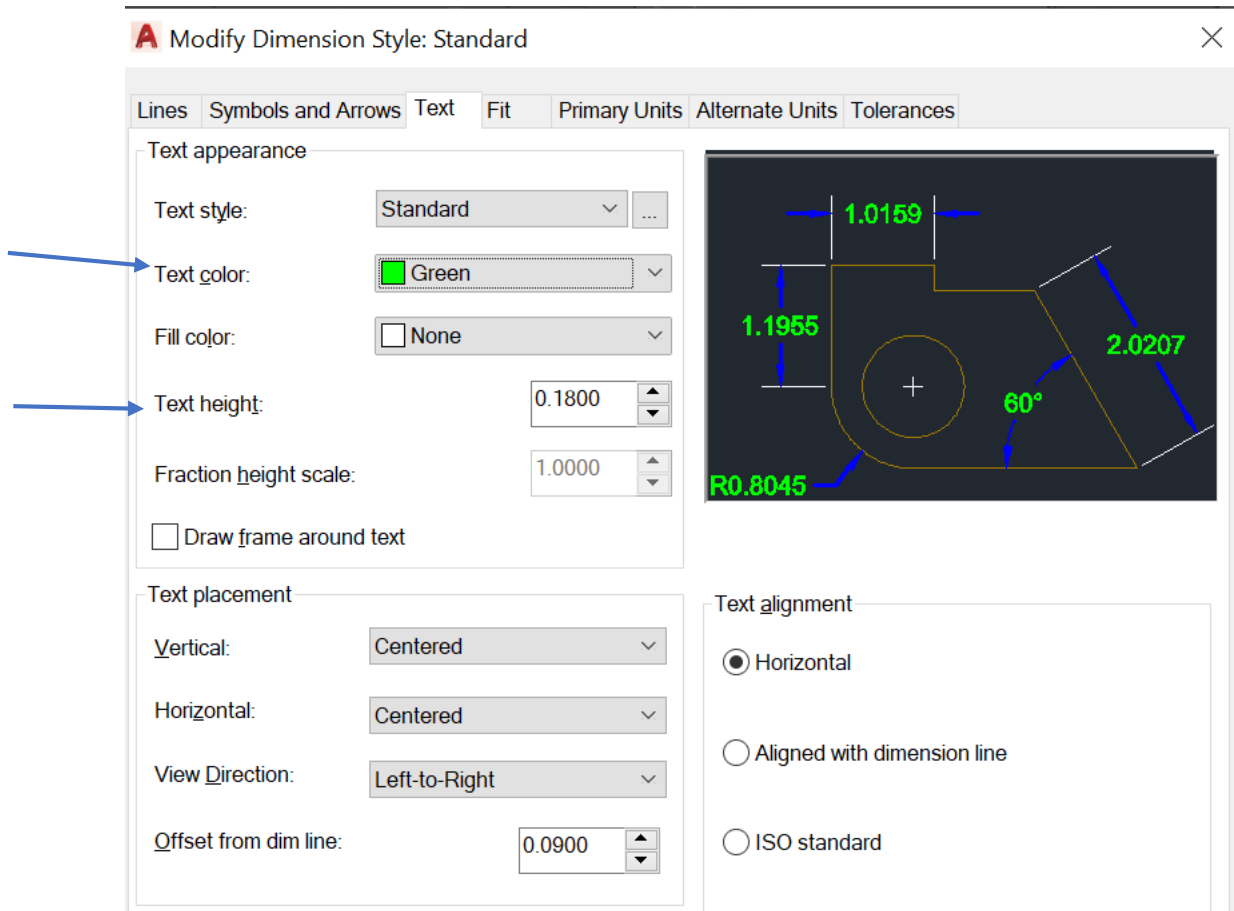 Modify Dimension Style: Standard
Lines Symbols and Arrows Text Fit Primary Units Alternate Units Tolerances
Text appearance
Text style: Standard ...
Text color: Green
Fill color: None
Text height: 0.1800
Fraction height scale: 1.0000
Draw frame around text
1.0159
1.1955
2.0207
60°
R0.8045
Text placement
Vertical: Centered
Horizontal: Centered
View Direction: Left-to-Right
Offset from dim line: 0.0900
Text alignment
Horizontal
Aligned with dimension line
ISO standard